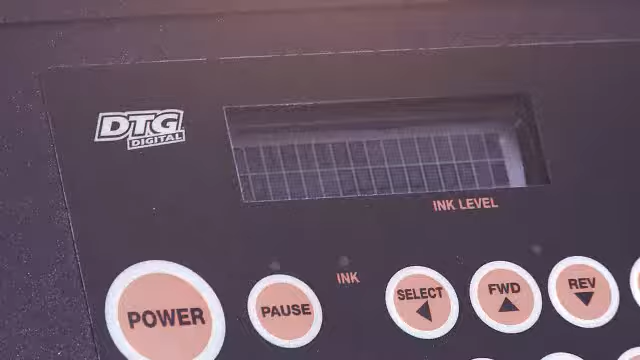 DTG
DIGITAL
INK LEVEL
INK
POWER
PAUSE
SELECT
FWD
REV